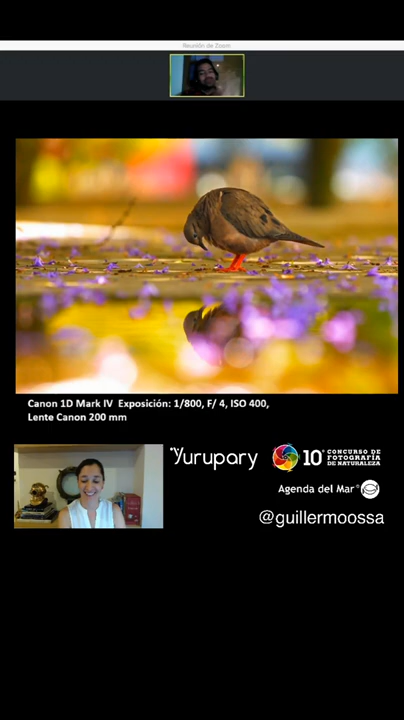 Reunión de Zoom
Canon 1D Mark IV Exposición: 1/800, F/ 4, ISO 400,
Lente Canon 200 mm
Yurupary
10° CONCURSO DE
FOTOGRAFÍA
DE NATURALEZA
Agenda del Mar
@guillermoossa